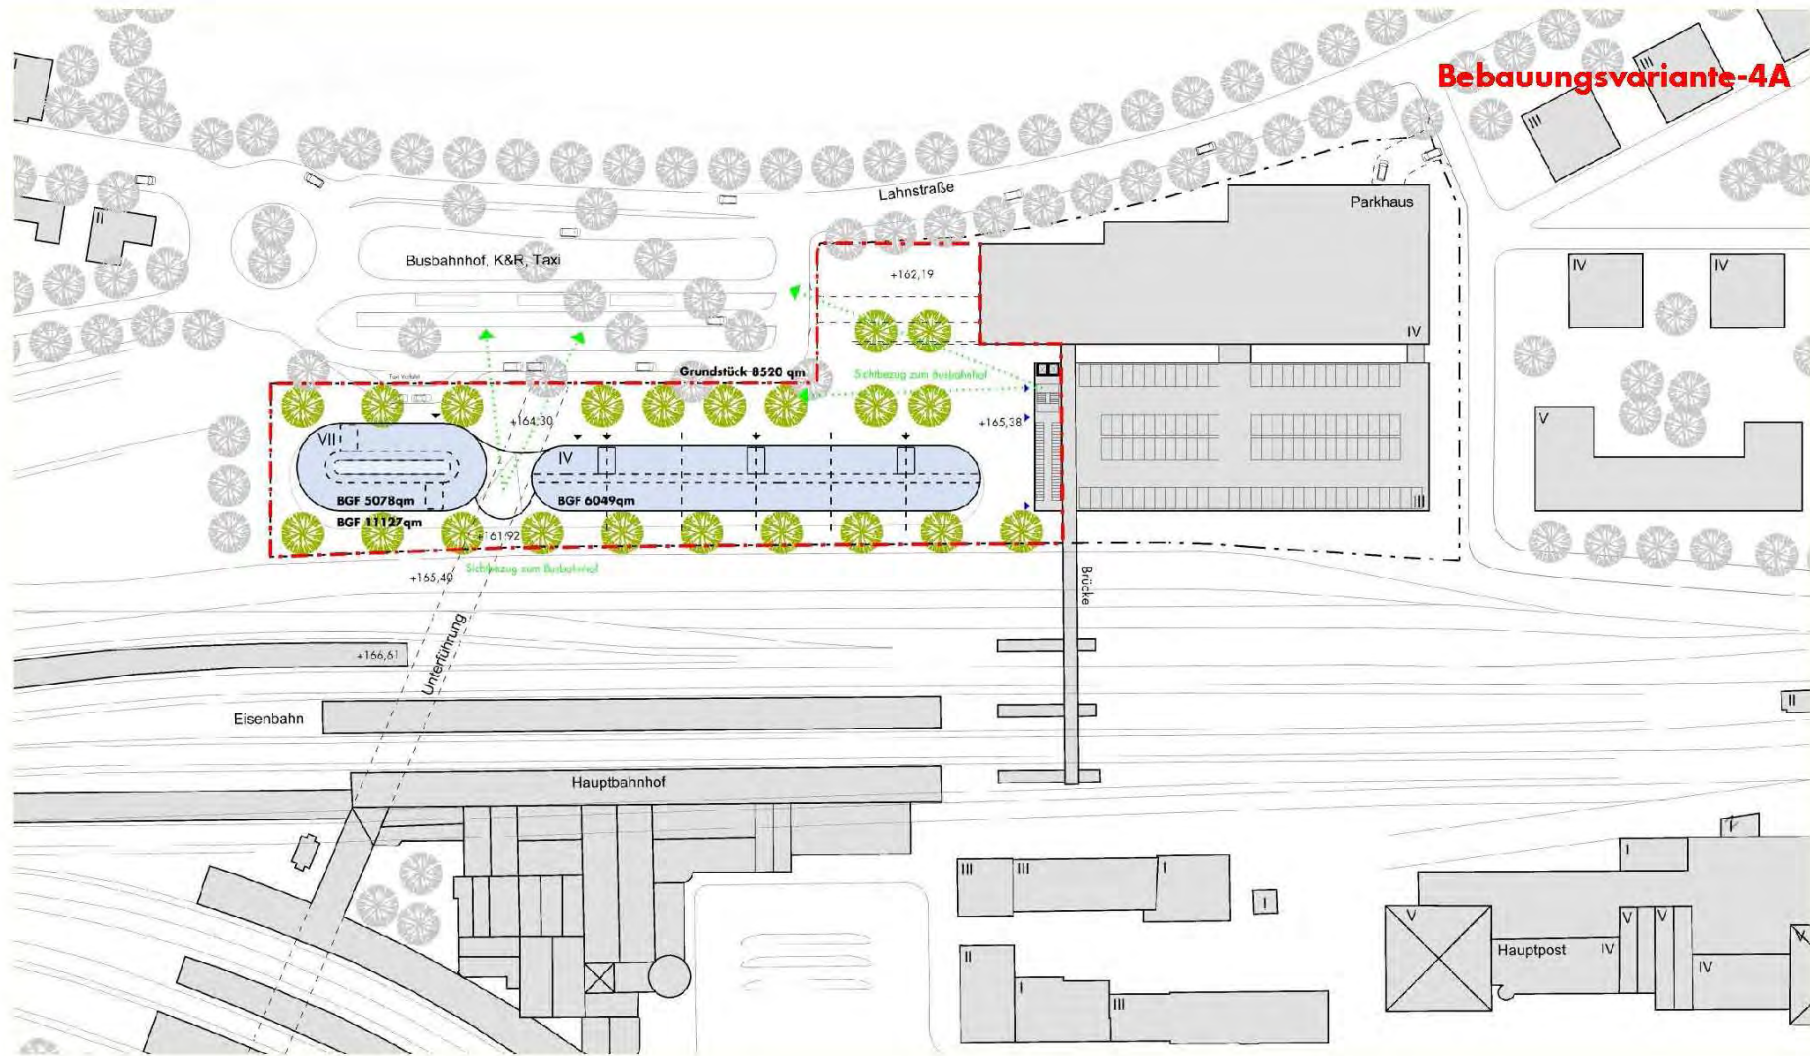 Bebauungsvariante-4A
III
III
II
Lahnstraße
Parkhaus
Busbahnhof, K&R, Taxi
+162,19
IV
IV
IV
Grundstück 8520 qm
Sichtbezug zum Busbahnhof
+164,30
+165,38
VII
IV
V
BGF 5078qm
BGF 6049qm
III
BGF 11127qm
+161,92
Sichtbezug zum Busbahnhof
+165,40
Brücke
Unterführung
+166,61
Eisenbahn
II
Hauptbahnhof
I
III
III
I
I
I
V
V
V
V
Hauptpost
IV
IV
II
I
III